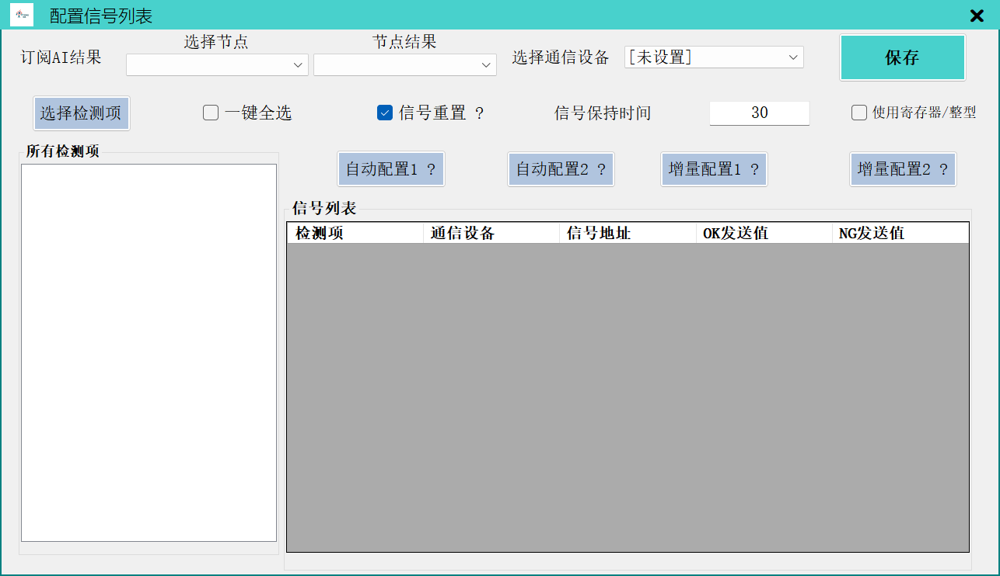 配置信号列表
选择节点 节点结果
订阅AI结果 选择通信设备 [未设置] 保存
选择检测项 一键全选 信号重置 ? 信号保持时间 30 使用寄存器/整型
所有检测项
自动配置1 ? 自动配置2 ? 增量配置1 ? 增量配置2 ?
信号列表
检测项 通信设备 信号地址 OK发送值 NG发送值